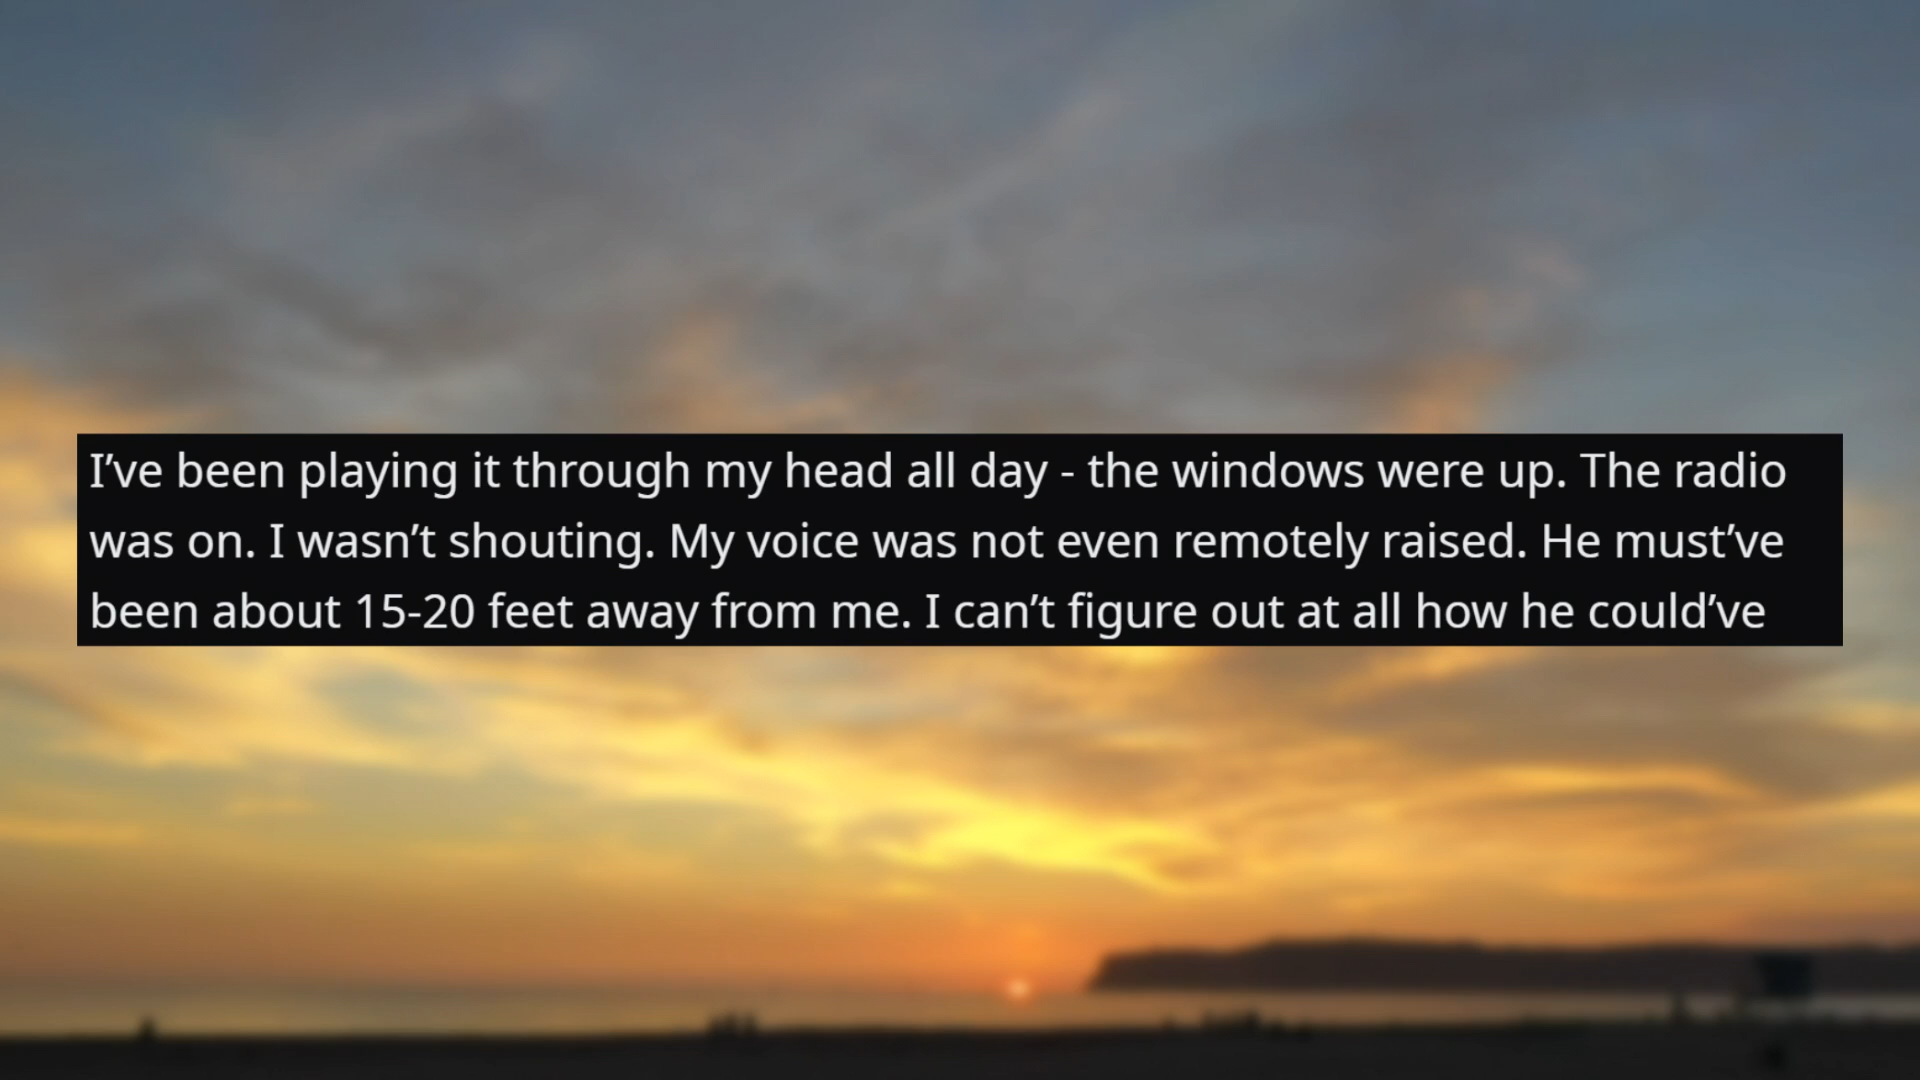 I’ve been playing it through my head all day - the windows were up. The radio
was on. I wasn’t shouting. My voice was not even remotely raised. He must’ve
been about 15-20 feet away from me. I can’t figure out at all how he could’ve